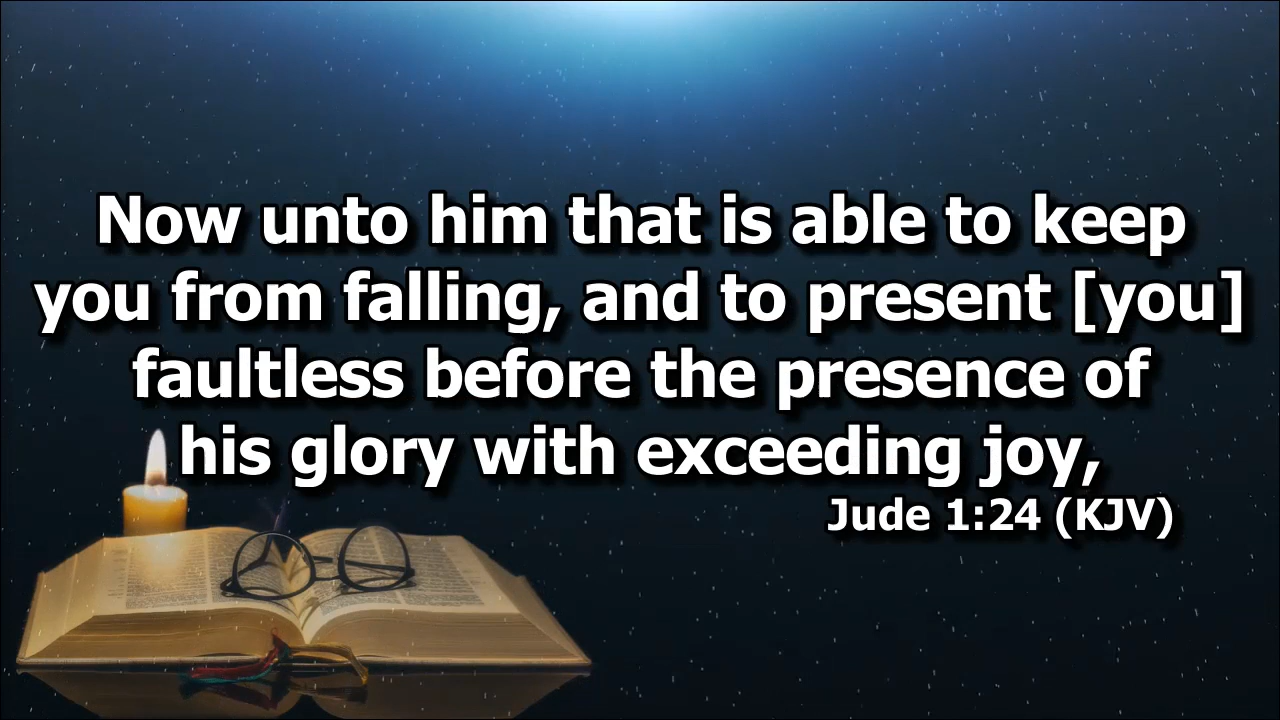 Now unto him that is able to keep
you from falling, and to present [you]
faultless before the presence of
his glory with exceeding joy,
Jude 1:24 (KJV)